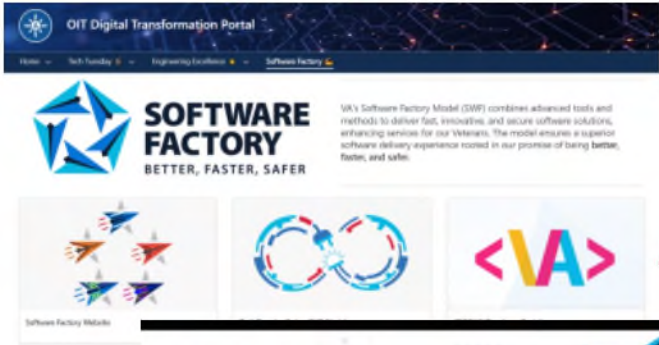 OIT Digital Transformation Portal
Home
Tech Tuesday
Engineering Excellence
Software Factory
SOFTWARE
FACTORY
BETTER, FASTER, SAFER
VA's Software Factory Model (SWF) combines advanced tools and
methods to deliver fast, innovative, and secure software solutions,
enhancing services for our Veterans. The model ensures a superior
software delivery experience rooted in our promise of being better,
faster, and safer.
<VA>
Software Factory Website